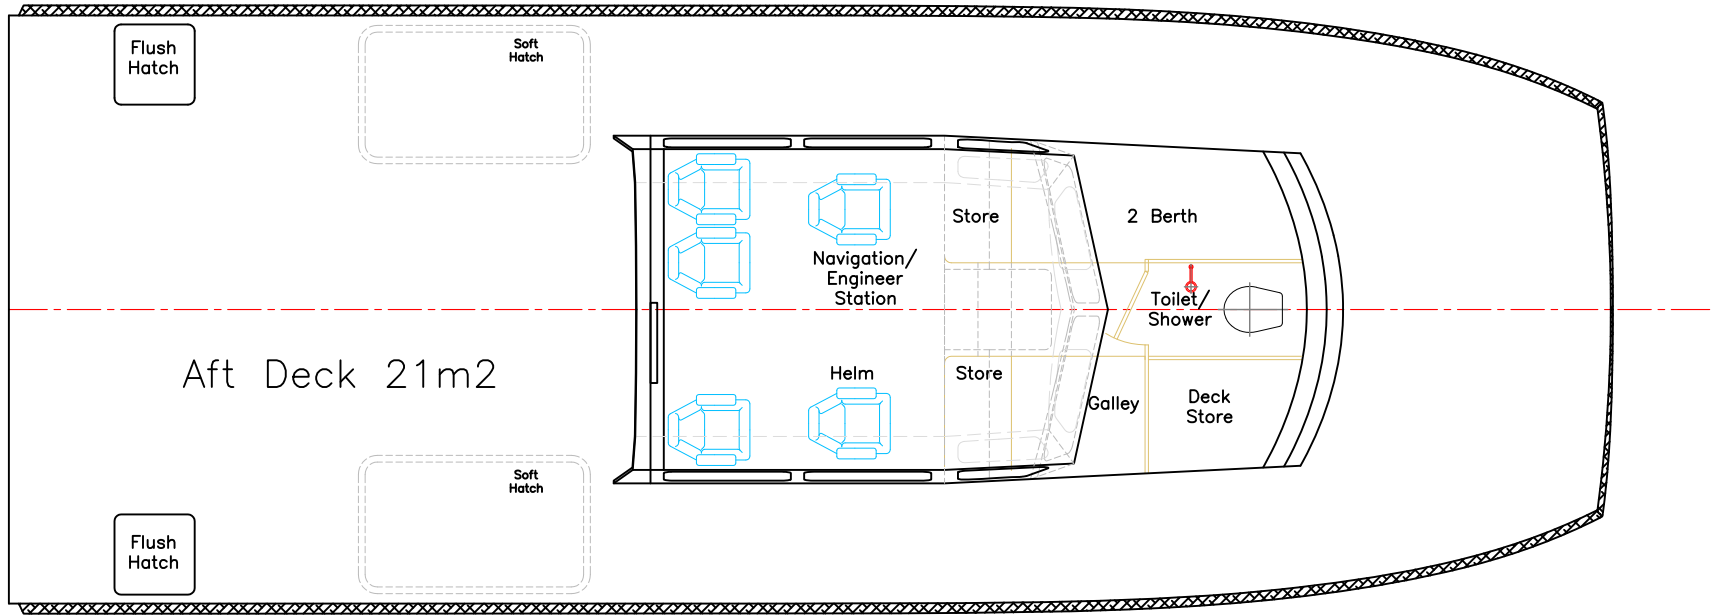 Flush
Hatch
Soft
Hatch
Store
2 Berth
Navigation/
Engineer
Station
Toilet/
Shower
Aft Deck 21m2
Helm
Store
Galley
Deck
Store
Soft
Hatch
Flush
Hatch